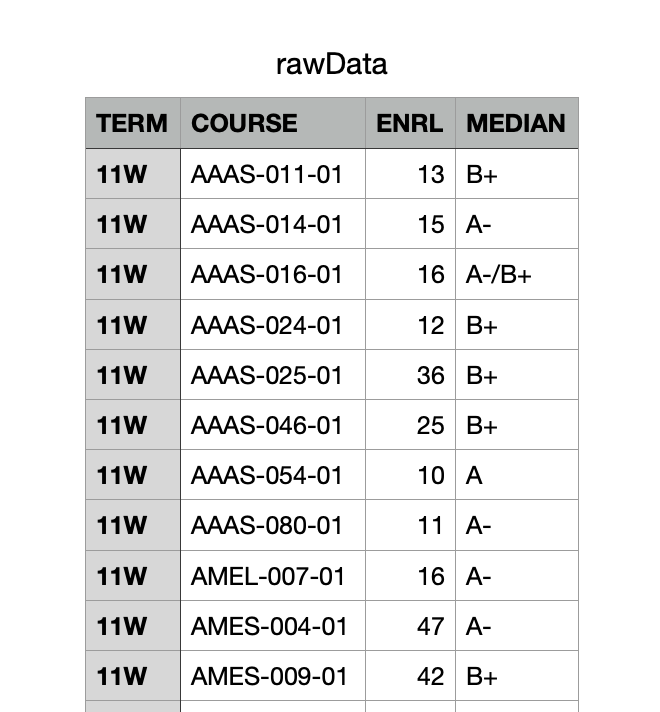 rawData
TERM COURSE ENRL MEDIAN
11W AAAS-011-01 13 B+
11W AAAS-014-01 15 A-
11W AAAS-016-01 16 A-/B+
11W AAAS-024-01 12 B+
11W AAAS-025-01 36 B+
11W AAAS-046-01 25 B+
11W AAAS-054-01 10 A
11W AAAS-080-01 11 A-
11W AMEL-007-01 16 A-
11W AMES-004-01 47 A-
11W AMES-009-01 42 B+